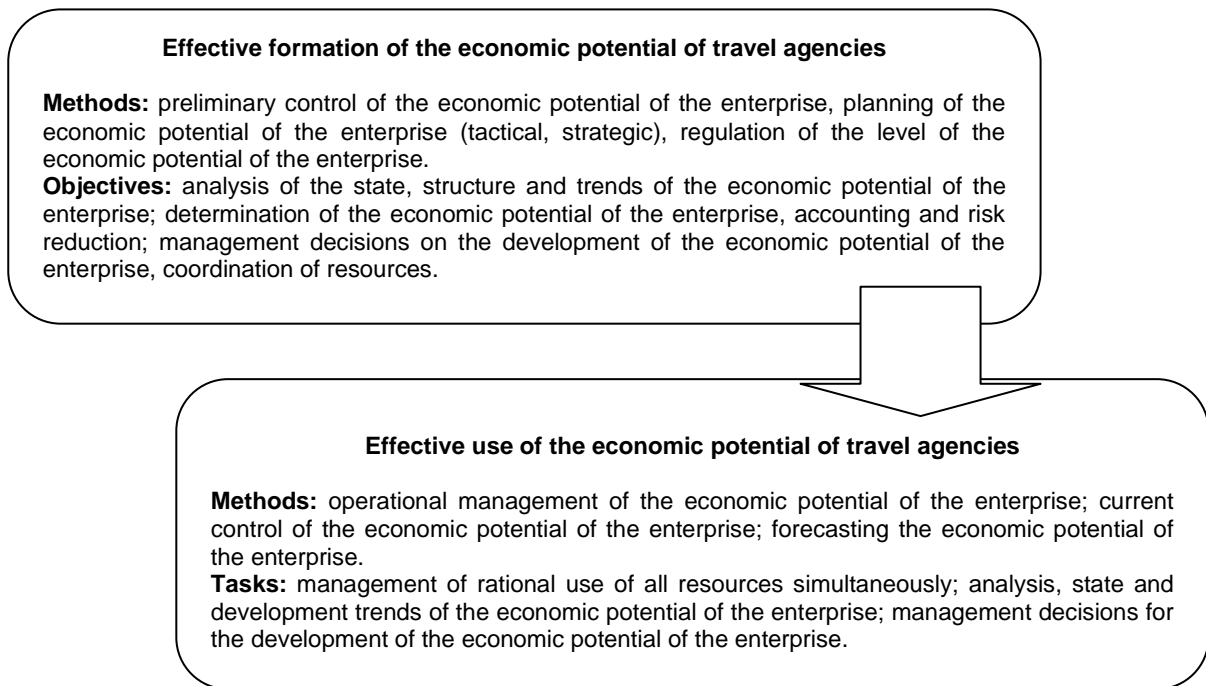 Effective formation of the economic potential of travel agencies
Methods: preliminary control of the economic potential of the enterprise, planning of the
economic potential of the enterprise (tactical, strategic), regulation of the level of the
economic potential of the enterprise.
Objectives: analysis of the state, structure and trends of the economic potential of the
enterprise; determination of the economic potential of the enterprise, accounting and risk
reduction; management decisions on the development of the economic potential of the
enterprise, coordination of resources.
Effective use of the economic potential of travel agencies
Methods: operational management of the economic potential of the enterprise; current
control of the economic potential of the enterprise; forecasting the economic potential of
the enterprise.
Tasks: management of rational use of all resources simultaneously; analysis, state and
development trends of the economic potential of the enterprise; management decisions for
the development of the economic potential of the enterprise.